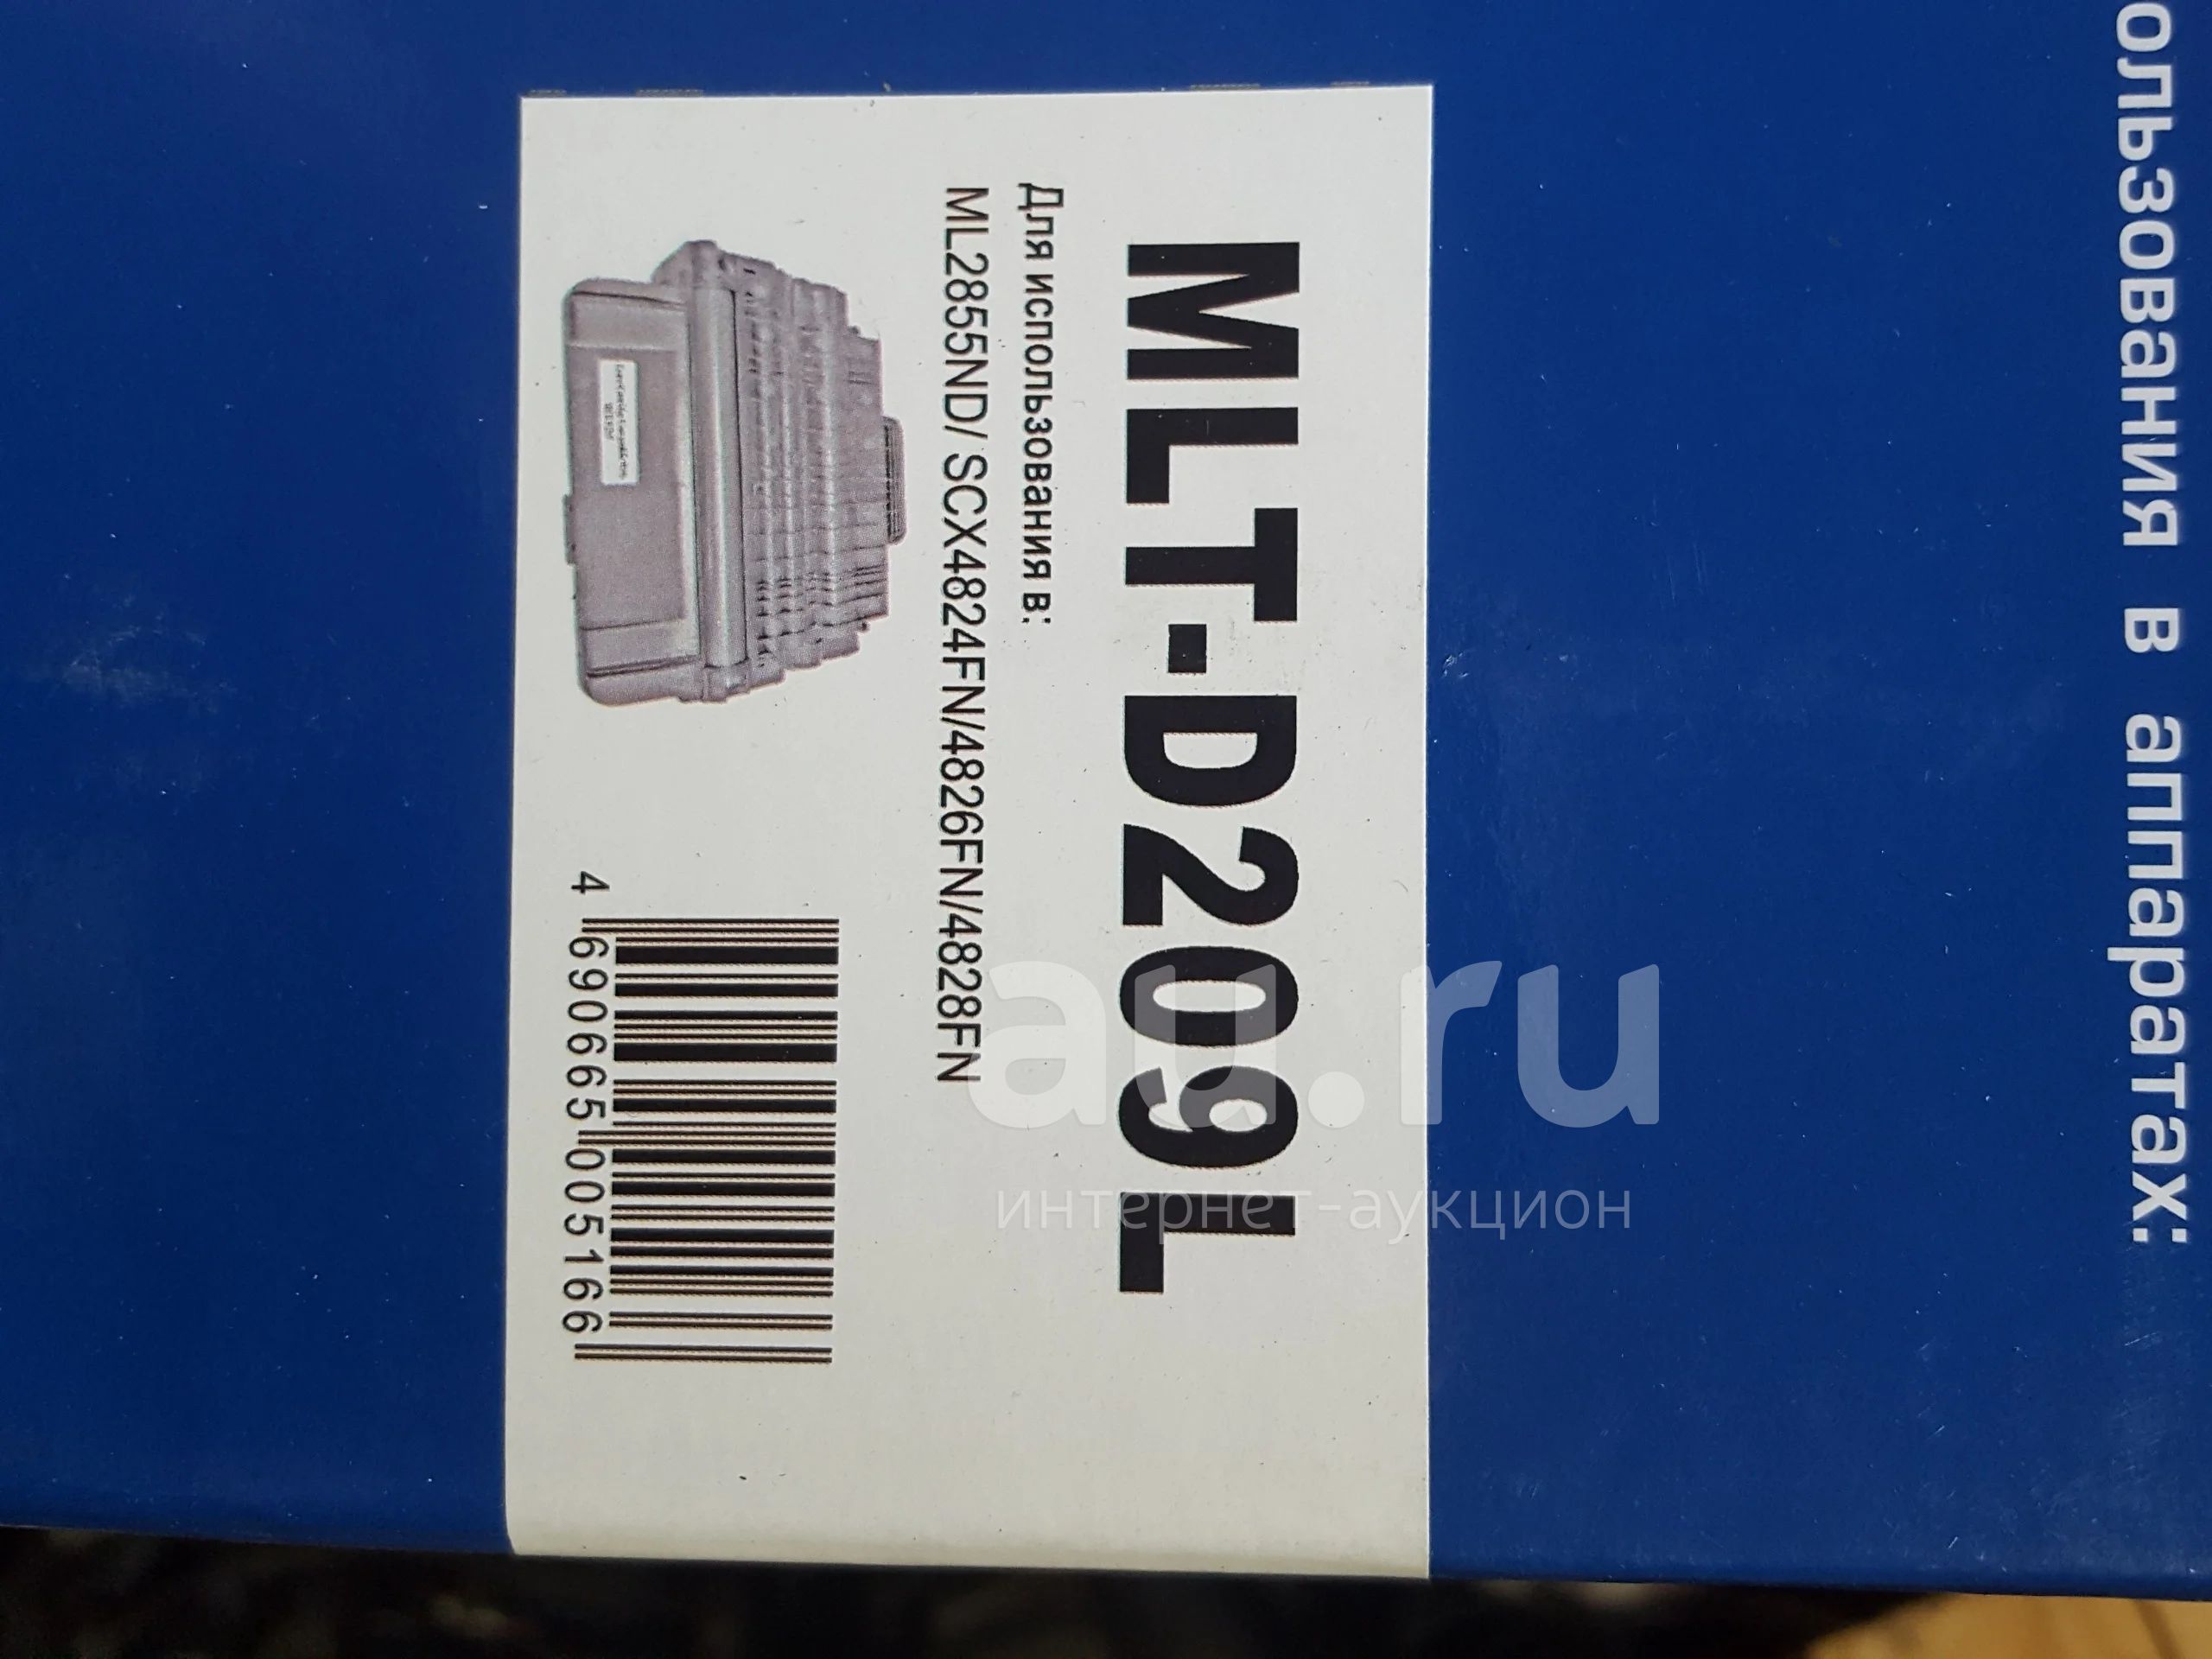 ользования в аппаратах:
MLT-D209L
Для использования в:
ML2855ND/ SCX4824FN/4826FN/4828FN
4 690665 005166
au.ru
интернет-аукцион